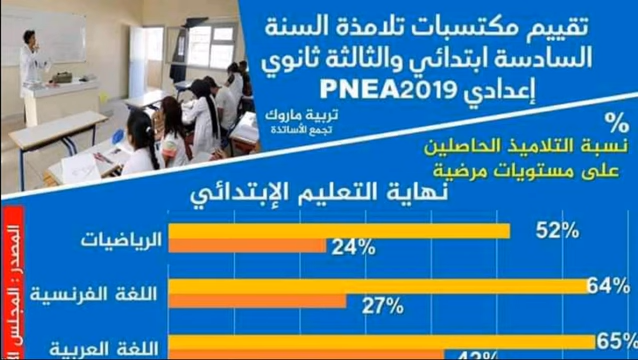 تقييم مكتسبات تلامذة السنة
السادسة ابتدائي والثالثة ثانوي
إعدادي PNEA2019
تربية ماروك
تجمع الأساتذة
%
نسبة التلاميذ الحاصلين
على مستويات مرضية
نهاية التعليم الإبتدائي
الرياضيات
52%
24%
اللغة الفرنسية
64%
27%
اللغة العربية
65%
المصدر : المجلس